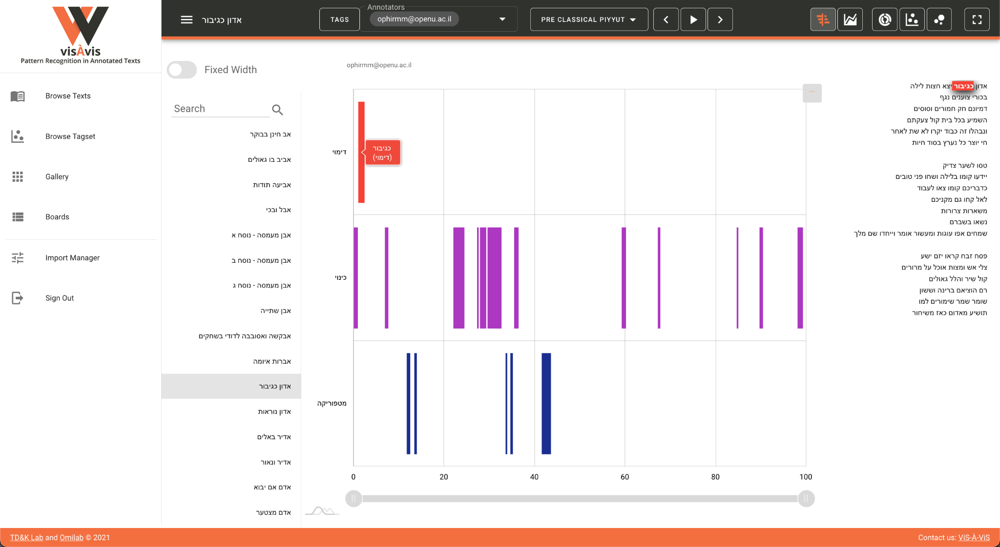 visÀvis
Pattern Recognition in Annotated Texts
Browse Texts
Browse Tagset
Gallery
Boards
Import Manager
Sign Out
אדון כגיבור
TAGS
Annotators
ophirmm@openu.ac.il
PRE CLASSICAL PIYYUT
Fixed Width
Search
אב חינן בבוקר
אביב בו גאולים
אביעה תודות
אבל ובכי
אבן מעמסה - נוסח א
אבן מעמסה - נוסח ב
אבן מעמסה - נוסח ג
אבן שתייה
אבקשה ואסובבה לדודי בשחקים
אברות איומה
אדון כגיבור
אדון נוראות
אדיר באלים
אדיר ונאור
אדם אם יבוא
אדם מצטער
ophirmm@openu.ac.il
...
דימוי
כגיבור
(דימוי)
כינוי
מטפוריקה
0 20 40 60 80 100
אדון כגיבור יצא חצות לילה
בכורי צוענים נגף
דמיונם חק חמורים וסוסים
השמיע בכל בית קול צעקתם
ונבהלו זה כבוד יקרו לא שת לאחר
חי יוצר כל נערץ בסוד חיות
טסו לשער צדיק
יידעו קומו בלילה ושחו פני טובים
כדבריכם קומו צאו לעבוד
לאל קחו גם מקניכם
משארות צרורות
נשאו בשברם
שמחים אפו עוגות ומעשור אומר וייחדו שם מלך
פסח זבח קראו יזם ישע
צלי אש ומצות אוכל על מרורים
קול שיר והלל גאולים
רם הוציאם ברינה וששון
שומר שמר שימורים למו
תושיע מאדום כאז משיחור
TD&K Lab and Omilab © 2021
Contact us: ViS-À-ViS